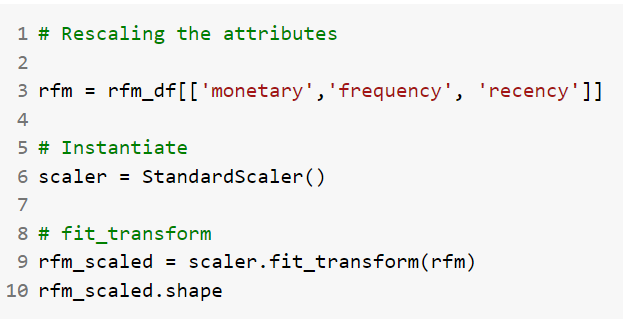 1 # Rescaling the attributes
2
3 rfm = rfm_df[['monetary','frequency', 'recency']]
4
5 # Instantiate
6 scaler = StandardScaler()
7
8 # fit_transform
9 rfm_scaled = scaler.fit_transform(rfm)
10 rfm_scaled.shape